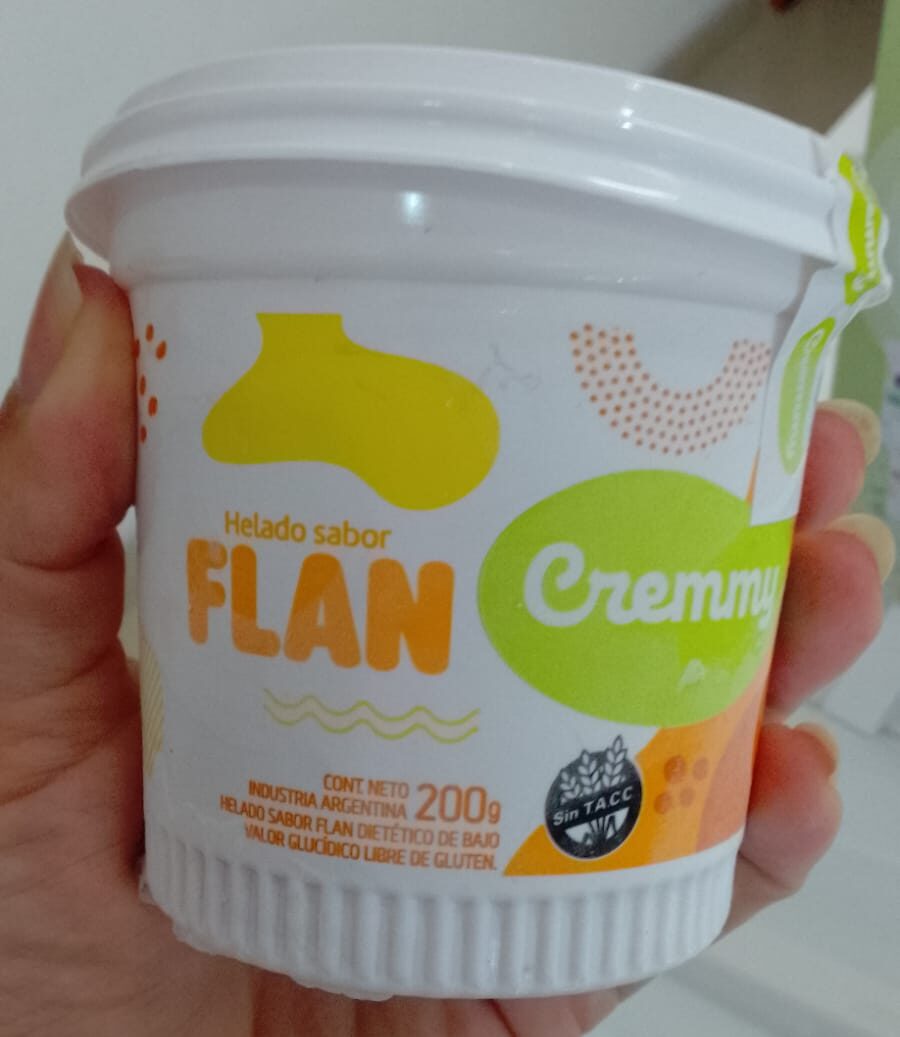 Helado sabor
FLAN
Cremmy
CONT. NETO
INDUSTRIA ARGENTINA 200g
HELADO SABOR FLAN DIETÉTICO DE BAJO
VALOR GLUCÍDICO LIBRE DE GLUTEN.
Sin T.A.C.C